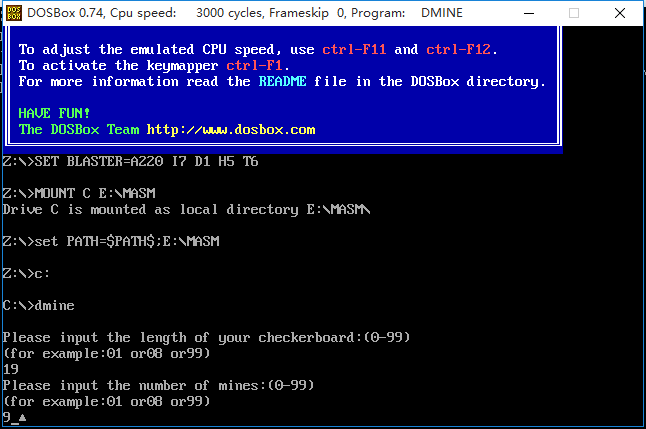 DOSBox 0.74, Cpu speed: 3000 cycles, Frameskip 0, Program: DMINE
To adjust the emulated CPU speed, use ctrl-F11 and ctrl-F12.
To activate the keymapper ctrl-F1.
For more information read the README file in the DOSBox directory.
HAVE FUN!
The DOSBox Team http://www.dosbox.com
Z:\>SET BLASTER=A220 I7 D1 H5 T6
Z:\>MOUNT C E:\MASM
Drive C is mounted as local directory E:\MASM\
Z:\>set PATH=$PATH$;E:\MASM
Z:\>c:
C:\>dmine
Please input the length of your checkerboard:(0-99)
(for example:01 or08 or99)
19
Please input the number of mines:(0-99)
(for example:01 or08 or99)
9_▲